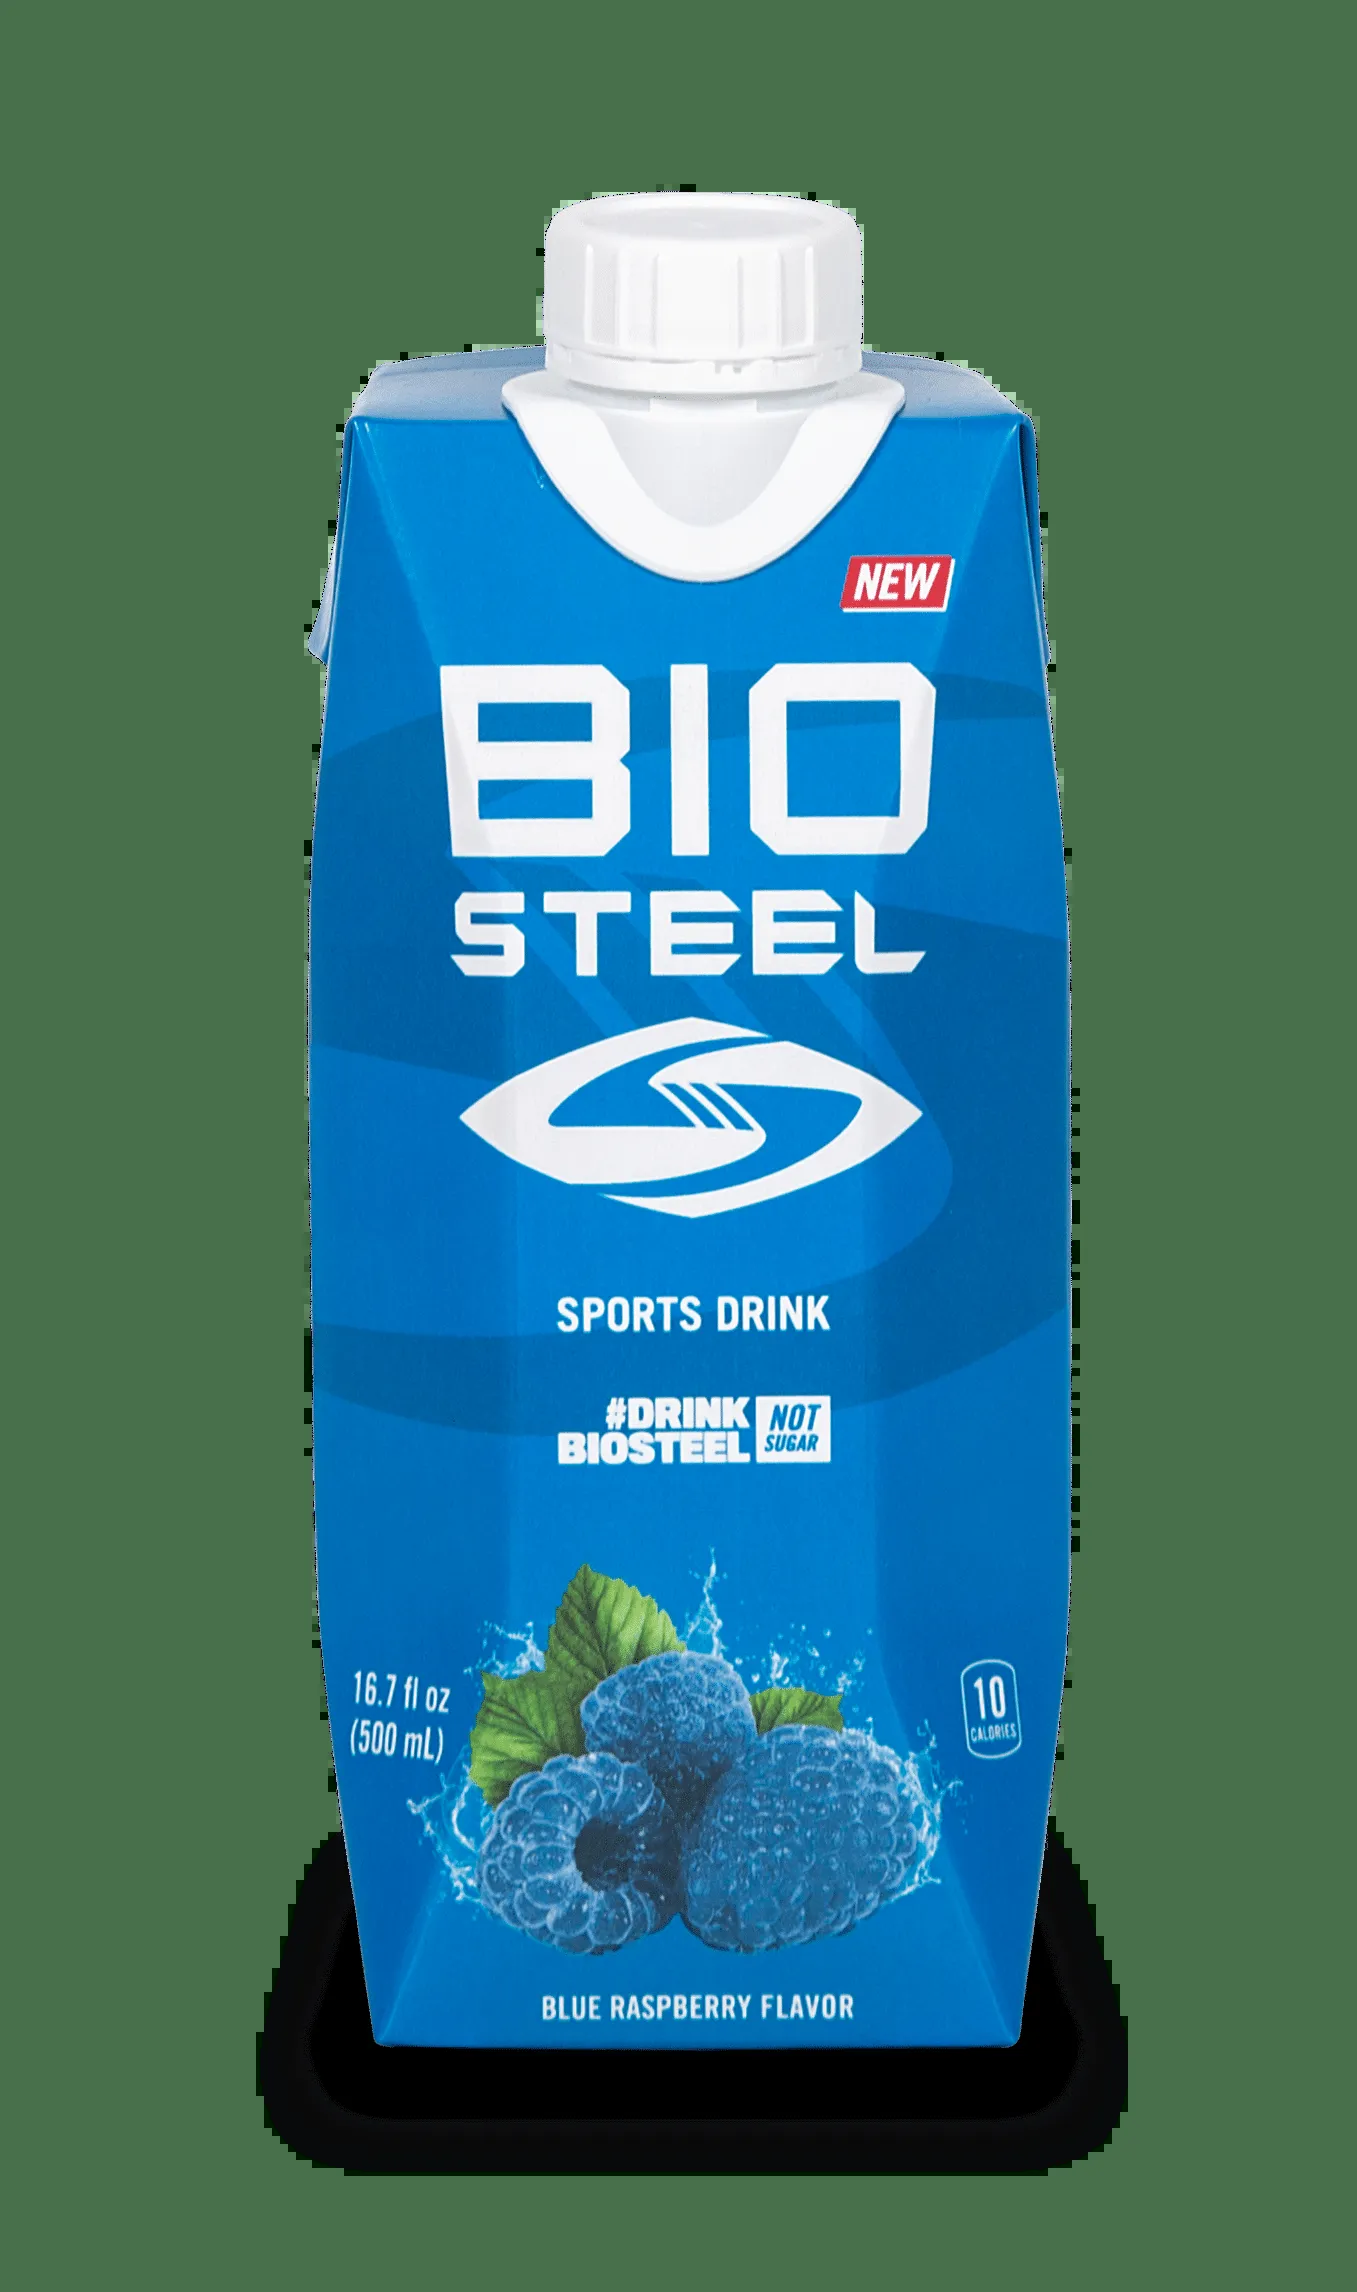 NEW
BIO
STEEL
SPORTS DRINK
#DRINK
BIOSTEEL
NOT
SUGAR
16.7 fl oz
(500 mL)
10
CALORIES
BLUE RASPBERRY FLAVOR